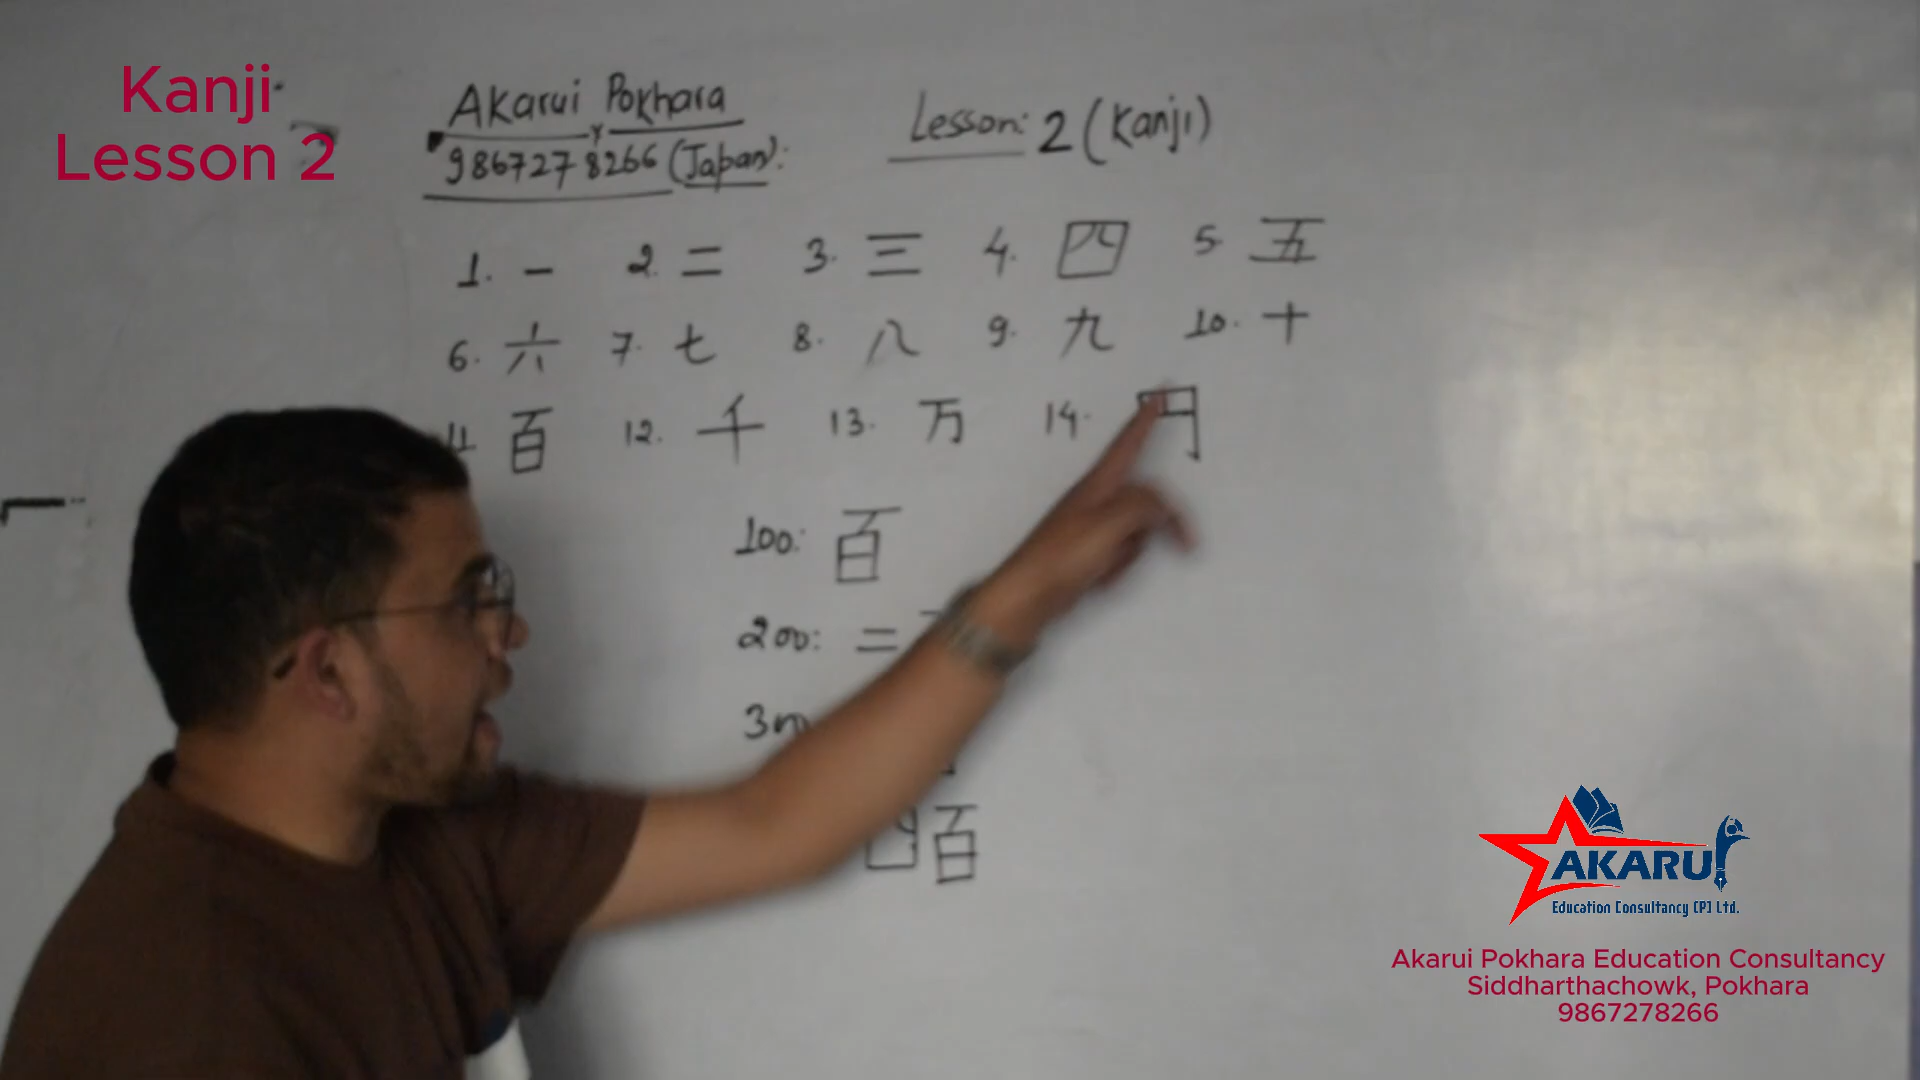 Kanji
Lesson 2
Akarui Pokhara
9867278266 (Japan):
Lesson: 2 (Kanji)
1. 一 2. 二 3. 三 4. 四 5. 五
6. 六 7. 七 8. 八 9. 九 10. 十
11 百 12. 千 13. 万 14. 円
100: 百
200: 二
百
AKARUI
Education Consultancy (P) Ltd.
Akarui Pokhara Education Consultancy
Siddharthachowk, Pokhara
9867278266